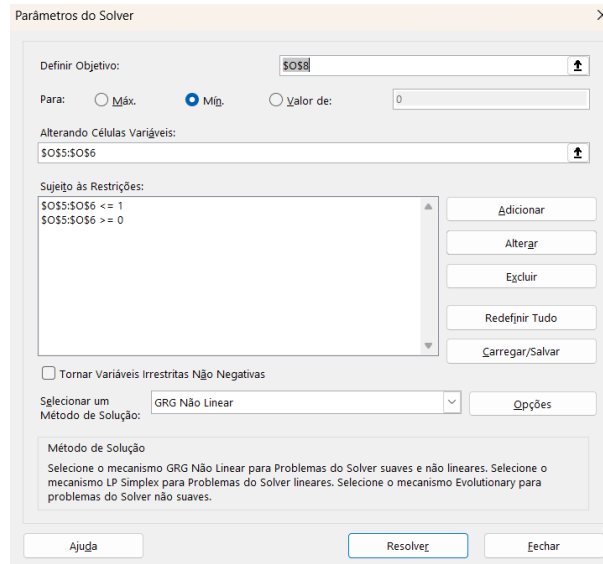 Parâmetros do Solver
Definir Objetivo:
$O$8
Para:
Máx.
Mín.
Valor de:
0
Alterando Células Variáveis:
$O$5:$O$6
Sujeito às Restrições:
$O$5:$O$6 <= 1
$O$5:$O$6 >= 0
Adicionar
Alterar
Excluir
Redefinir Tudo
Carregar/Salvar
Tornar Variáveis Irrestritas Não Negativas
Selecionar um
Método de Solução:
GRG Não Linear
Opções
Método de Solução
Selecione o mecanismo GRG Não Linear para Problemas do Solver suaves e não lineares. Selecione o
mecanismo LP Simplex para Problemas do Solver lineares. Selecione o mecanismo Evolutionary para
problemas do Solver não suaves.
Ajuda
Resolver
Fechar